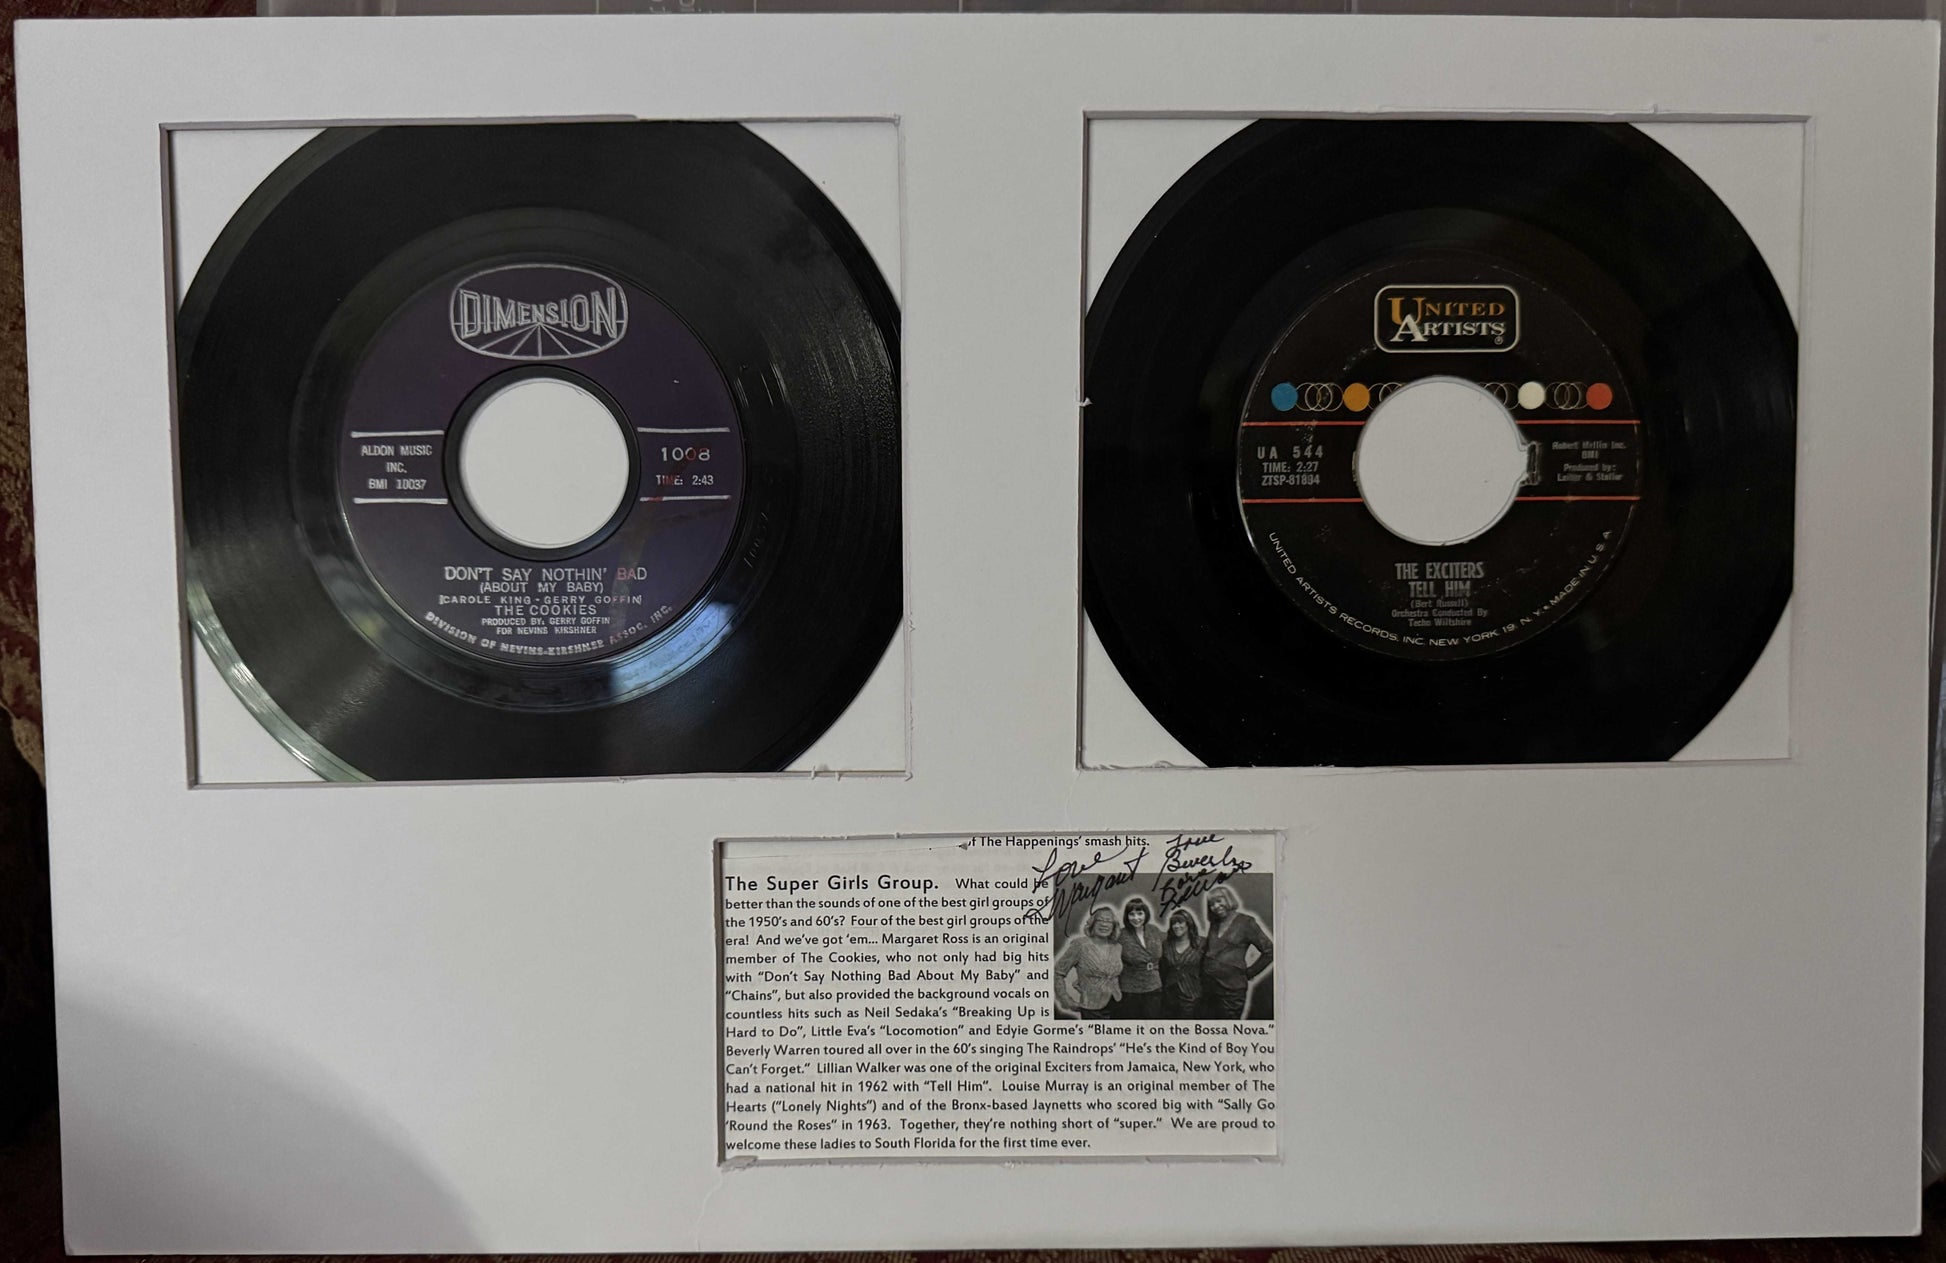 DIMENSION
ALDON MUSIC
INC.
BMI 10037
1008
TIME: 2:43
DON'T SAY NOTHIN' BAD
(ABOUT MY BABY)
(CAROLE KING - GERRY GOFFIN)
THE COOKIES
PRODUCED BY: GERRY GOFFIN
FOR NEVINS KIRSHNER
DIVISION OF NEVINS-KIRSHNER ASSOC. INC.
UNITED
ARTISTS
UA 544
TIME: 2:27
ZTSP-81804
Robert Mellin Inc.
BMI
Produced by:
Leiber & Stoller
THE EXCITERS
TELL HIM
(Bert Russell)
Orchestra Conducted By
Techo Wiltshire
UNITED ARTISTS RECORDS, INC. NEW YORK 19, N.Y. • MADE IN U.S.A.
f The Happenings' smash hits.
Love
Margaret
Love
Beverly
Love
The Super Girls Group. What could be
better than the sounds of one of the best girl groups of
the 1950's and 60's? Four of the best girl groups of the
era! And we've got 'em... Margaret Ross is an original
member of The Cookies, who not only had big hits
with "Don't Say Nothing Bad About My Baby" and
"Chains", but also provided the background vocals on
countless hits such as Neil Sedaka's "Breaking Up is
Hard to Do", Little Eva's "Locomotion" and Edyie Gorme's "Blame it on the Bossa Nova."
Beverly Warren toured all over in the 60's singing The Raindrops' "He's the Kind of Boy You
Can't Forget." Lillian Walker was one of the original Exciters from Jamaica, New York, who
had a national hit in 1962 with "Tell Him". Louise Murray is an original member of The
Hearts ("Lonely Nights") and of the Bronx-based Jaynetts who scored big with "Sally Go
'Round the Roses" in 1963. Together, they're nothing short of "super." We are proud to
welcome these ladies to South Florida for the first time ever.